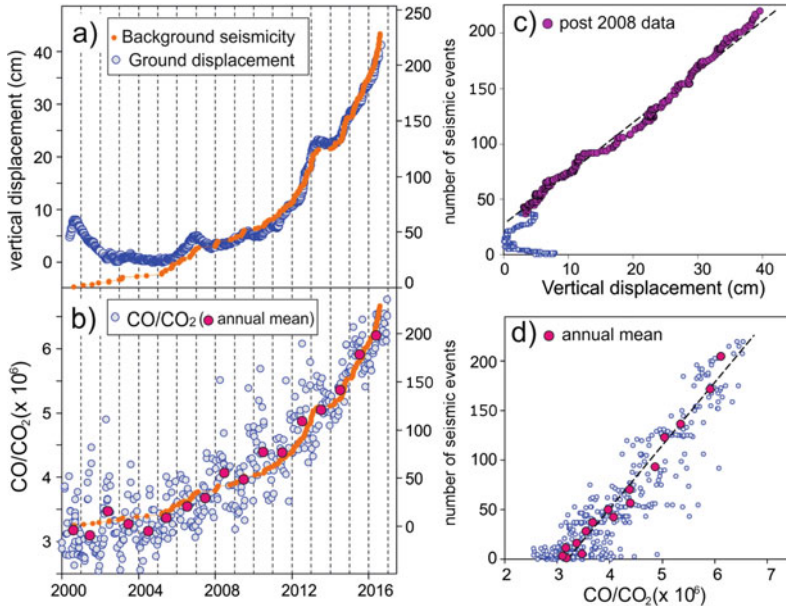 a)
Background seismicity
Ground displacement
vertical displacement (cm)
40
30
20
10
0
250
200
150
100
50
0
number of seismic events
c)
post 2008 data
200
150
100
50
0
0 10 20 30 40
Vertical displacement (cm)
b)
CO/CO₂ (annual mean)
CO/CO₂(x 10⁶)
6
5
4
3
200
150
100
50
0
2000 2004 2008 2012 2016
number of seismic events
d)
annual mean
200
150
100
50
0
2 3 4 5 6 7
CO/CO₂(x 10⁶)